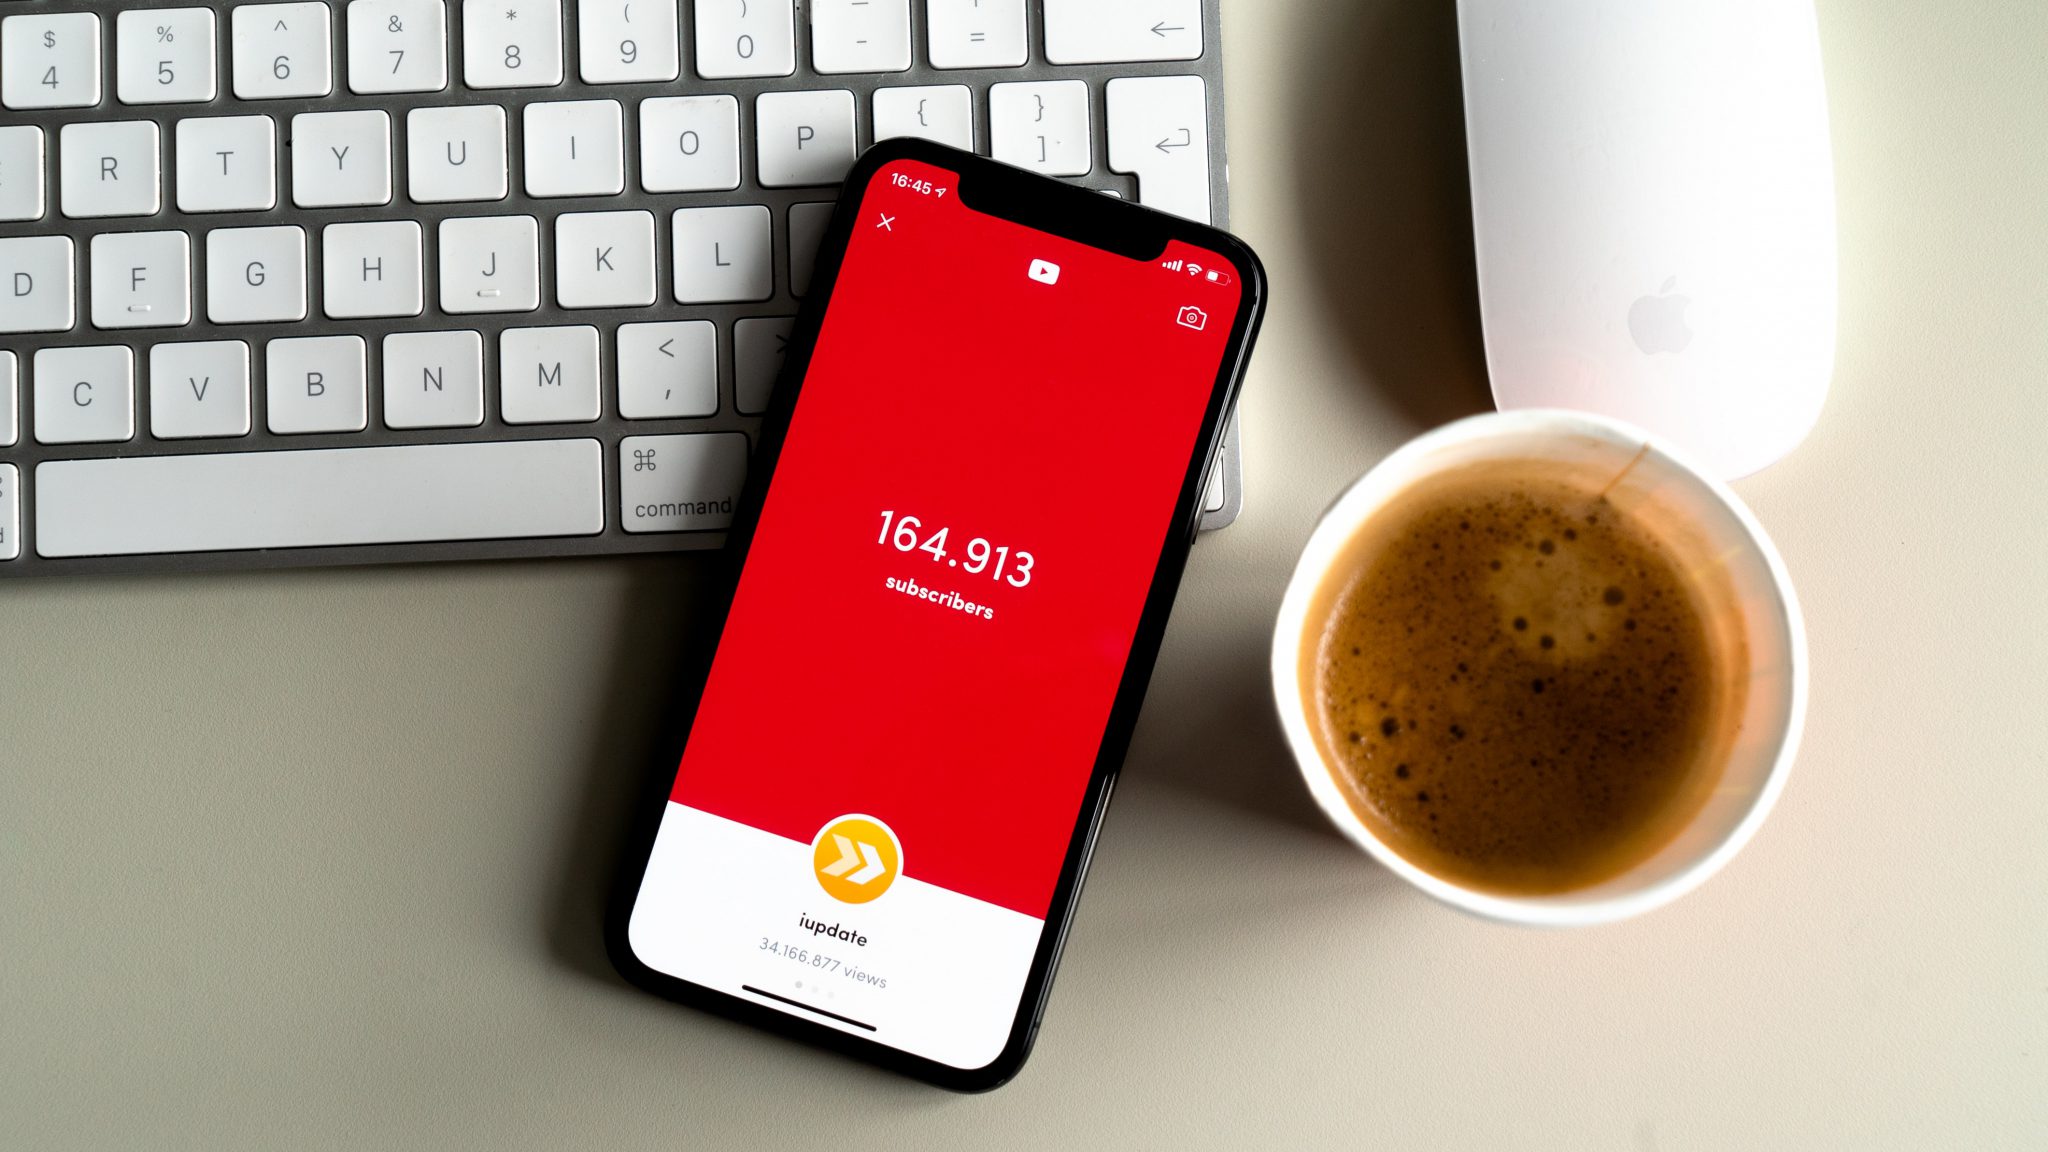 $ % ^ & * ( ) _ +
4 5 6 7 8 9 0 - =
R T Y U I O P { }
]
D F G H J K L
C V B N M <
,
⌘
command
16:45
164.913
subscribers
iupdate
34.166.877 views